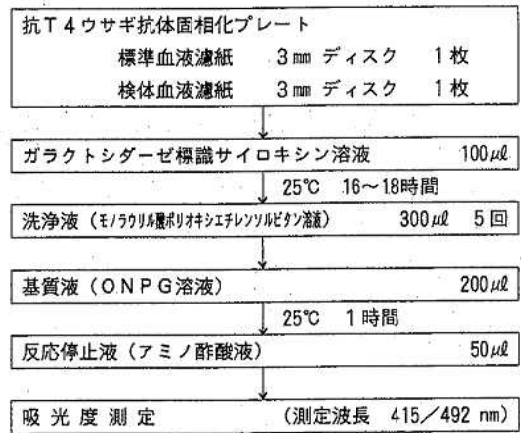 抗T4ウサギ抗体固相化プレート
標準血液濾紙 3㎜ ディスク 1枚
検体血液濾紙 3㎜ ディスク 1枚
ガラクトシダーゼ標識サイロキシン溶液 100μℓ
25℃ 16〜18時間
洗浄液（モノラウリル酸ポリオキシエチレンソルビタン溶液） 300μℓ 5回
基質液（ONPG溶液） 200μℓ
25℃ 1時間
反応停止液（アミノ酢酸液） 50μℓ
吸光度測定 （測定波長 415／492 nm）